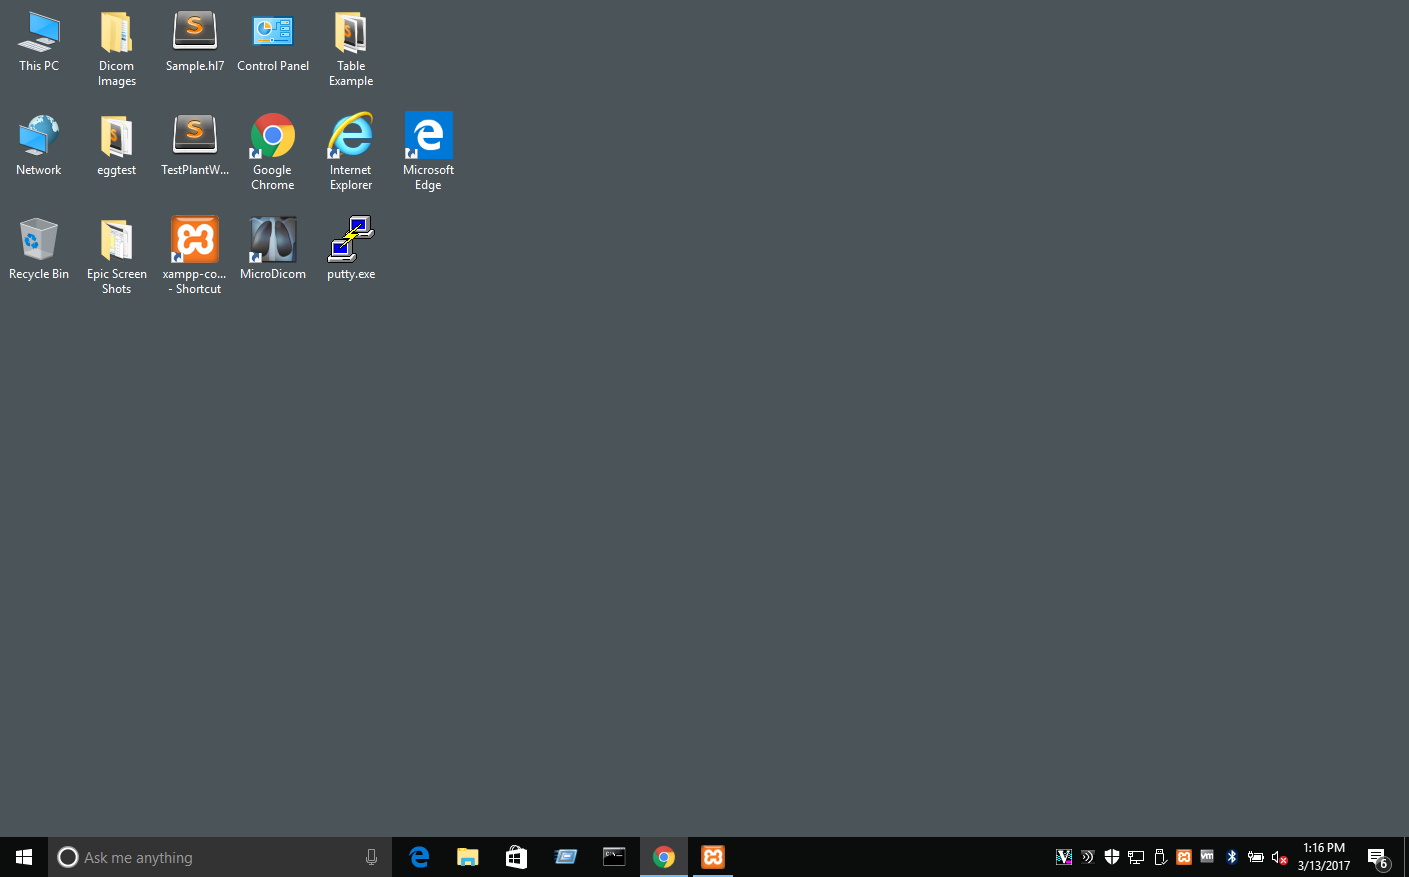 This PC
Dicom
Images
Sample.hl7
Control Panel
Table
Example
Network
eggtest
TestPlantW...
Google
Chrome
Internet
Explorer
Microsoft
Edge
Recycle Bin
Epic Screen
Shots
xampp-co...
- Shortcut
MicroDicom
putty.exe
Ask me anything
1:16 PM
3/13/2017
6